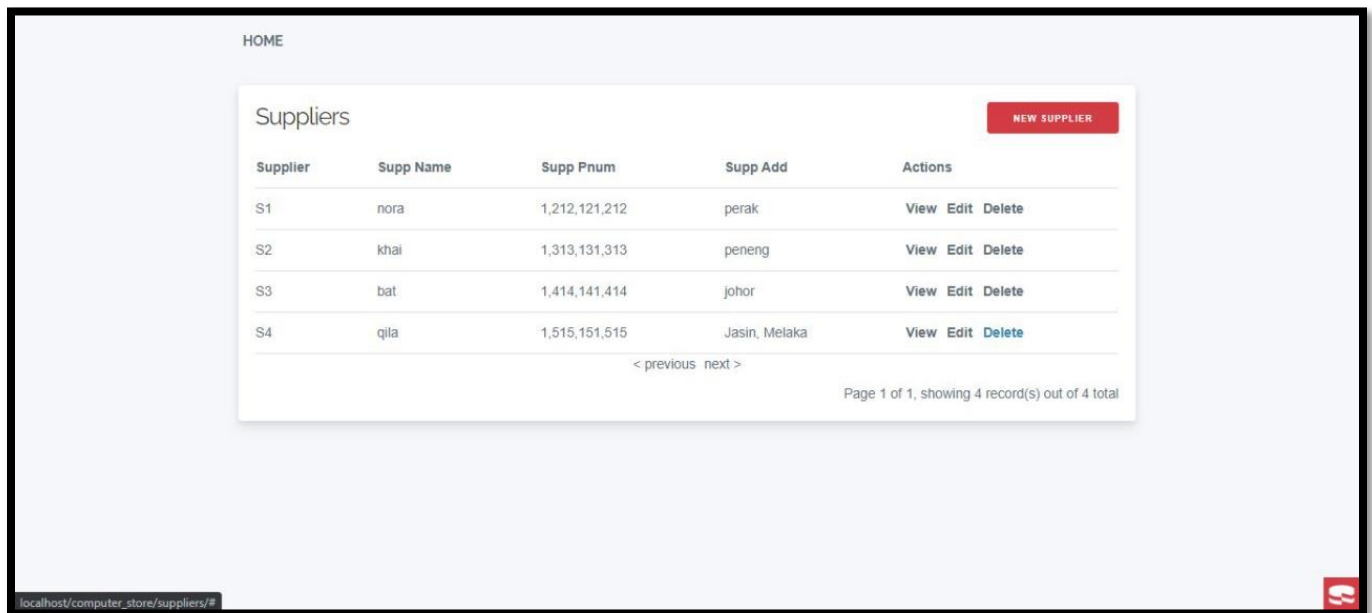 HOME
Suppliers
NEW SUPPLIER
Supplier Supp Name Supp Pnum Supp Add Actions
S1 nora 1,212,121,212 perak View Edit Delete
S2 khai 1,313,131,313 peneng View Edit Delete
S3 bat 1,414,141,414 johor View Edit Delete
S4 qila 1,515,151,515 Jasin, Melaka View Edit Delete
< previous next >
Page 1 of 1, showing 4 record(s) out of 4 total
localhost/computer_store/suppliers/#